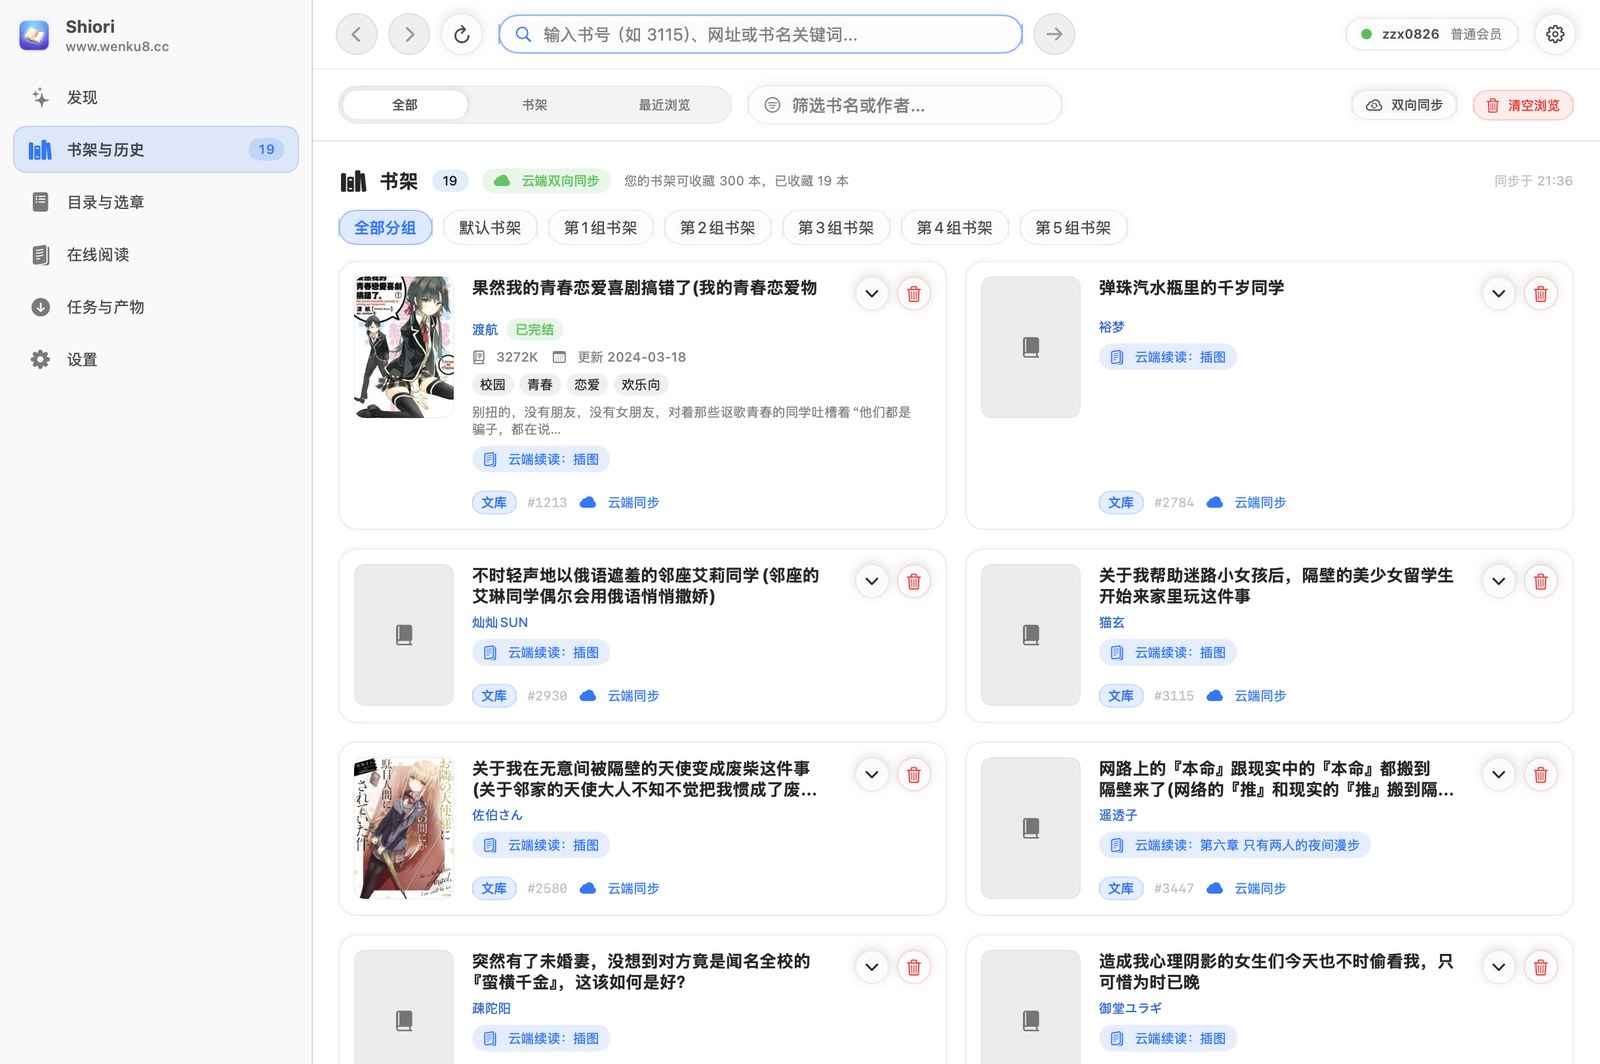 Shiori
www.wenku8.cc
发现
书架与历史
19
目录与选章
在线阅读
任务与产物
设置
输入书号（如 3115）、网址或书名关键词...
zzx0826 普通会员
全部
书架
最近浏览
筛选书名或作者...
双向同步
清空浏览
书架 19 云端双向同步 您的书架可收藏 300 本，已收藏 19 本
同步于 21:36
全部分组
默认书架
第1组书架
第2组书架
第3组书架
第4组书架
第5组书架
果然我的青春恋爱喜剧搞错了(我的青春恋爱物
渡航 已完结
3272K 更新 2024-03-18
校园 青春 恋爱 欢乐向
别扭的，没有朋友，没有女朋友，对着那些讴歌青春的同学吐槽着“他们都是
骗子，都在说...
云端续读：插图
文库 #1213 云端同步
弹珠汽水瓶里的千岁同学
裕梦
云端续读：插图
文库 #2784 云端同步
不时轻声地以俄语遮羞的邻座艾莉同学(邻座的
艾琳同学偶尔会用俄语悄悄撒娇)
灿灿SUN
云端续读：插图
文库 #2930 云端同步
关于我帮助迷路小女孩后，隔壁的美少女留学生
开始来家里玩这件事
猫玄
云端续读：插图
文库 #3115 云端同步
お隣の天使様に
いつの間にか
駄目人間に
されていた件
关于我在无意间被隔壁的天使变成废柴这件事
(关于邻家的天使大人不知不觉把我惯成了废...
佐伯さん
云端续读：插图
文库 #2580 云端同步
网路上的『本命』跟现实中的『本命』都搬到
隔壁来了(网络的『推』和现实的『推』搬到隔...
遥透子
云端续读：第六章 只有两人的夜间漫步
文库 #3447 云端同步
突然有了未婚妻，没想到对方竟是闻名全校的
『蛮横千金』，这该如何是好?
疎陀阳
云端续读：插图
造成我心理阴影的女生们今天也不时偷看我，只
可惜为时已晚
御堂ユラギ
云端续读：插图